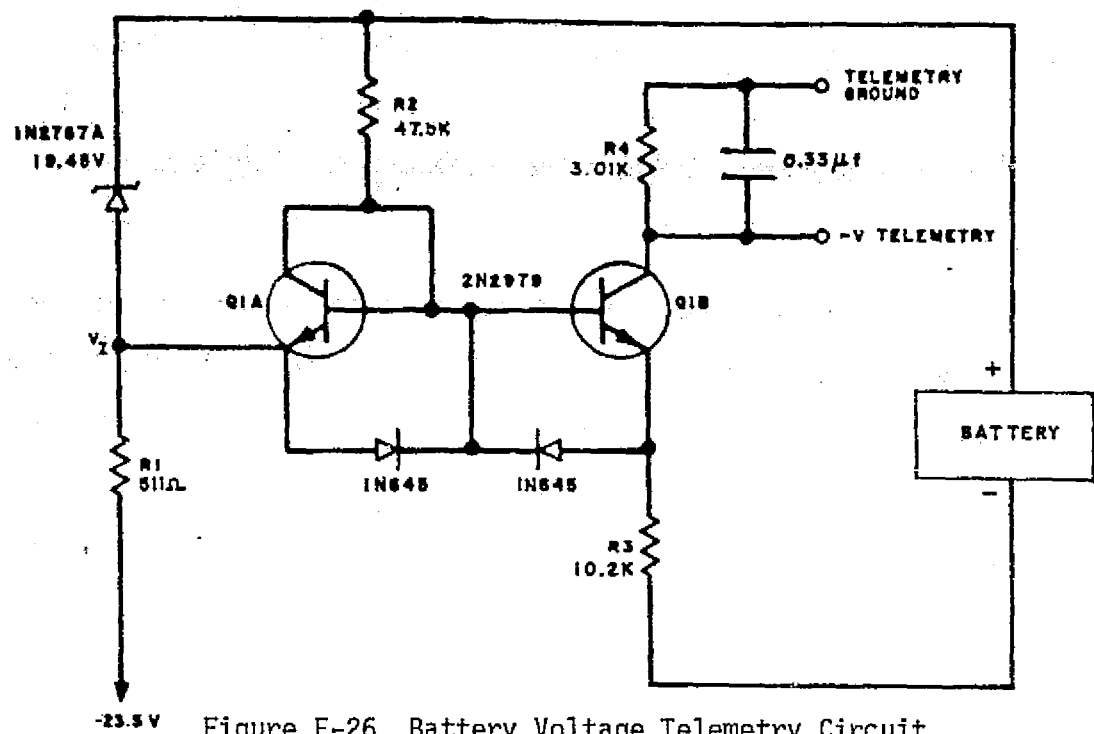 1N2767A
19.48V
R2
47.5K
TELEMETRY
GROUND
R4
3.01K
0.33µf
-V TELEMETRY
Q1A
2N2979
Q1B
Vz
+
BATTERY
-
R1
511Ω
1N645
1N645
R3
10.2K
-23.5 V
Figure F-26 Battery Voltage Telemetry Circuit